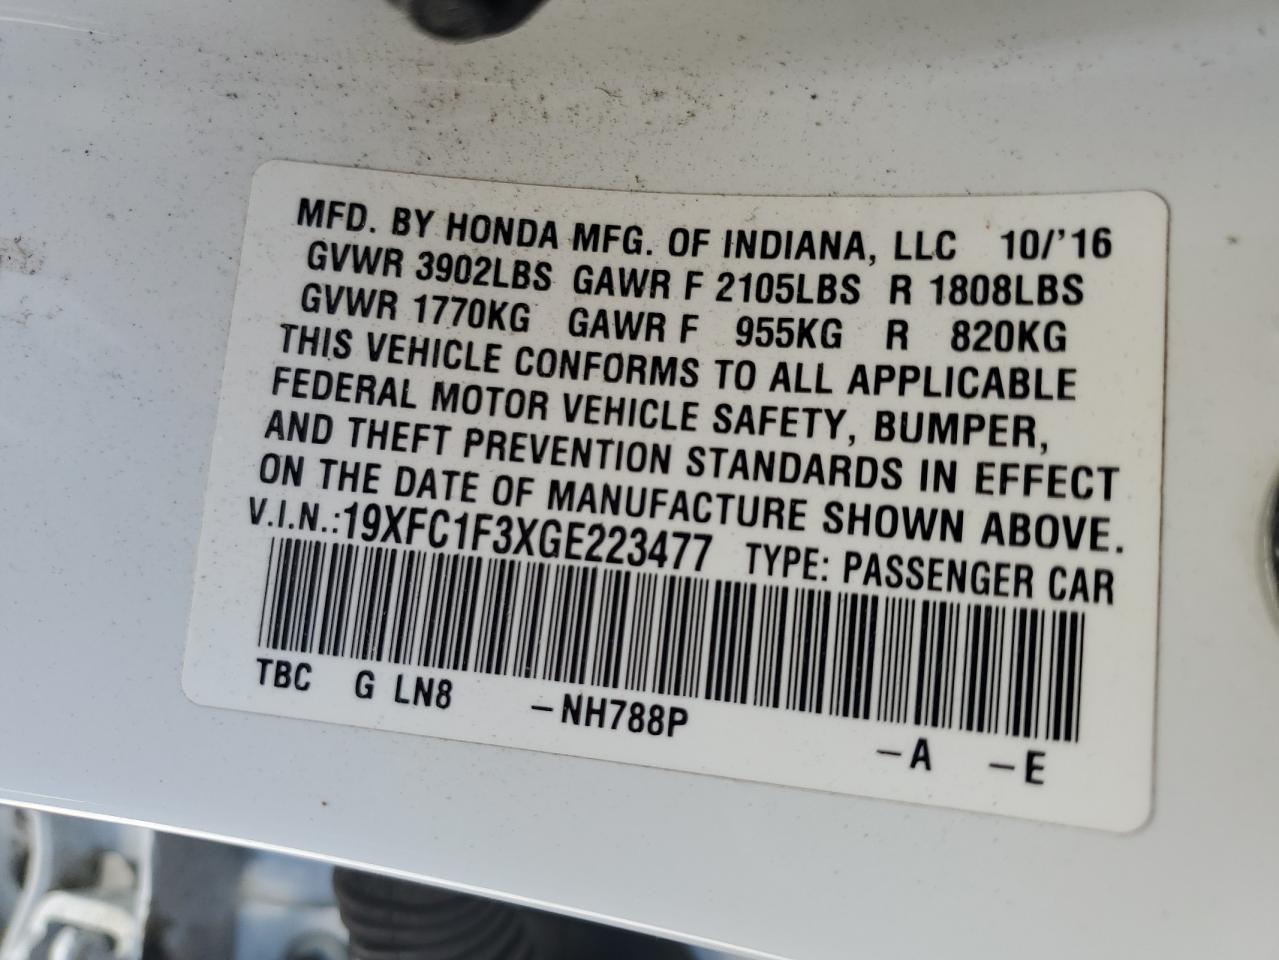 MFD. BY HONDA MFG. OF INDIANA, LLC 10/'16
GVWR 3902LBS GAWR F 2105LBS R 1808LBS
GVWR 1770KG GAWR F 955KG R 820KG
THIS VEHICLE CONFORMS TO ALL APPLICABLE
FEDERAL MOTOR VEHICLE SAFETY, BUMPER,
AND THEFT PREVENTION STANDARDS IN EFFECT
ON THE DATE OF MANUFACTURE SHOWN ABOVE.
V.I.N.:19XFC1F3XGE223477 TYPE: PASSENGER CAR
TBC G LN8 -NH788P -A -E